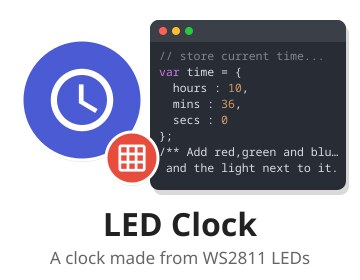 // store current time...
var time = {
hours : 10,
mins : 36,
secs : 0
};
/** Add red,green and blu…
and the light next to it.
LED Clock
A clock made from WS2811 LEDs